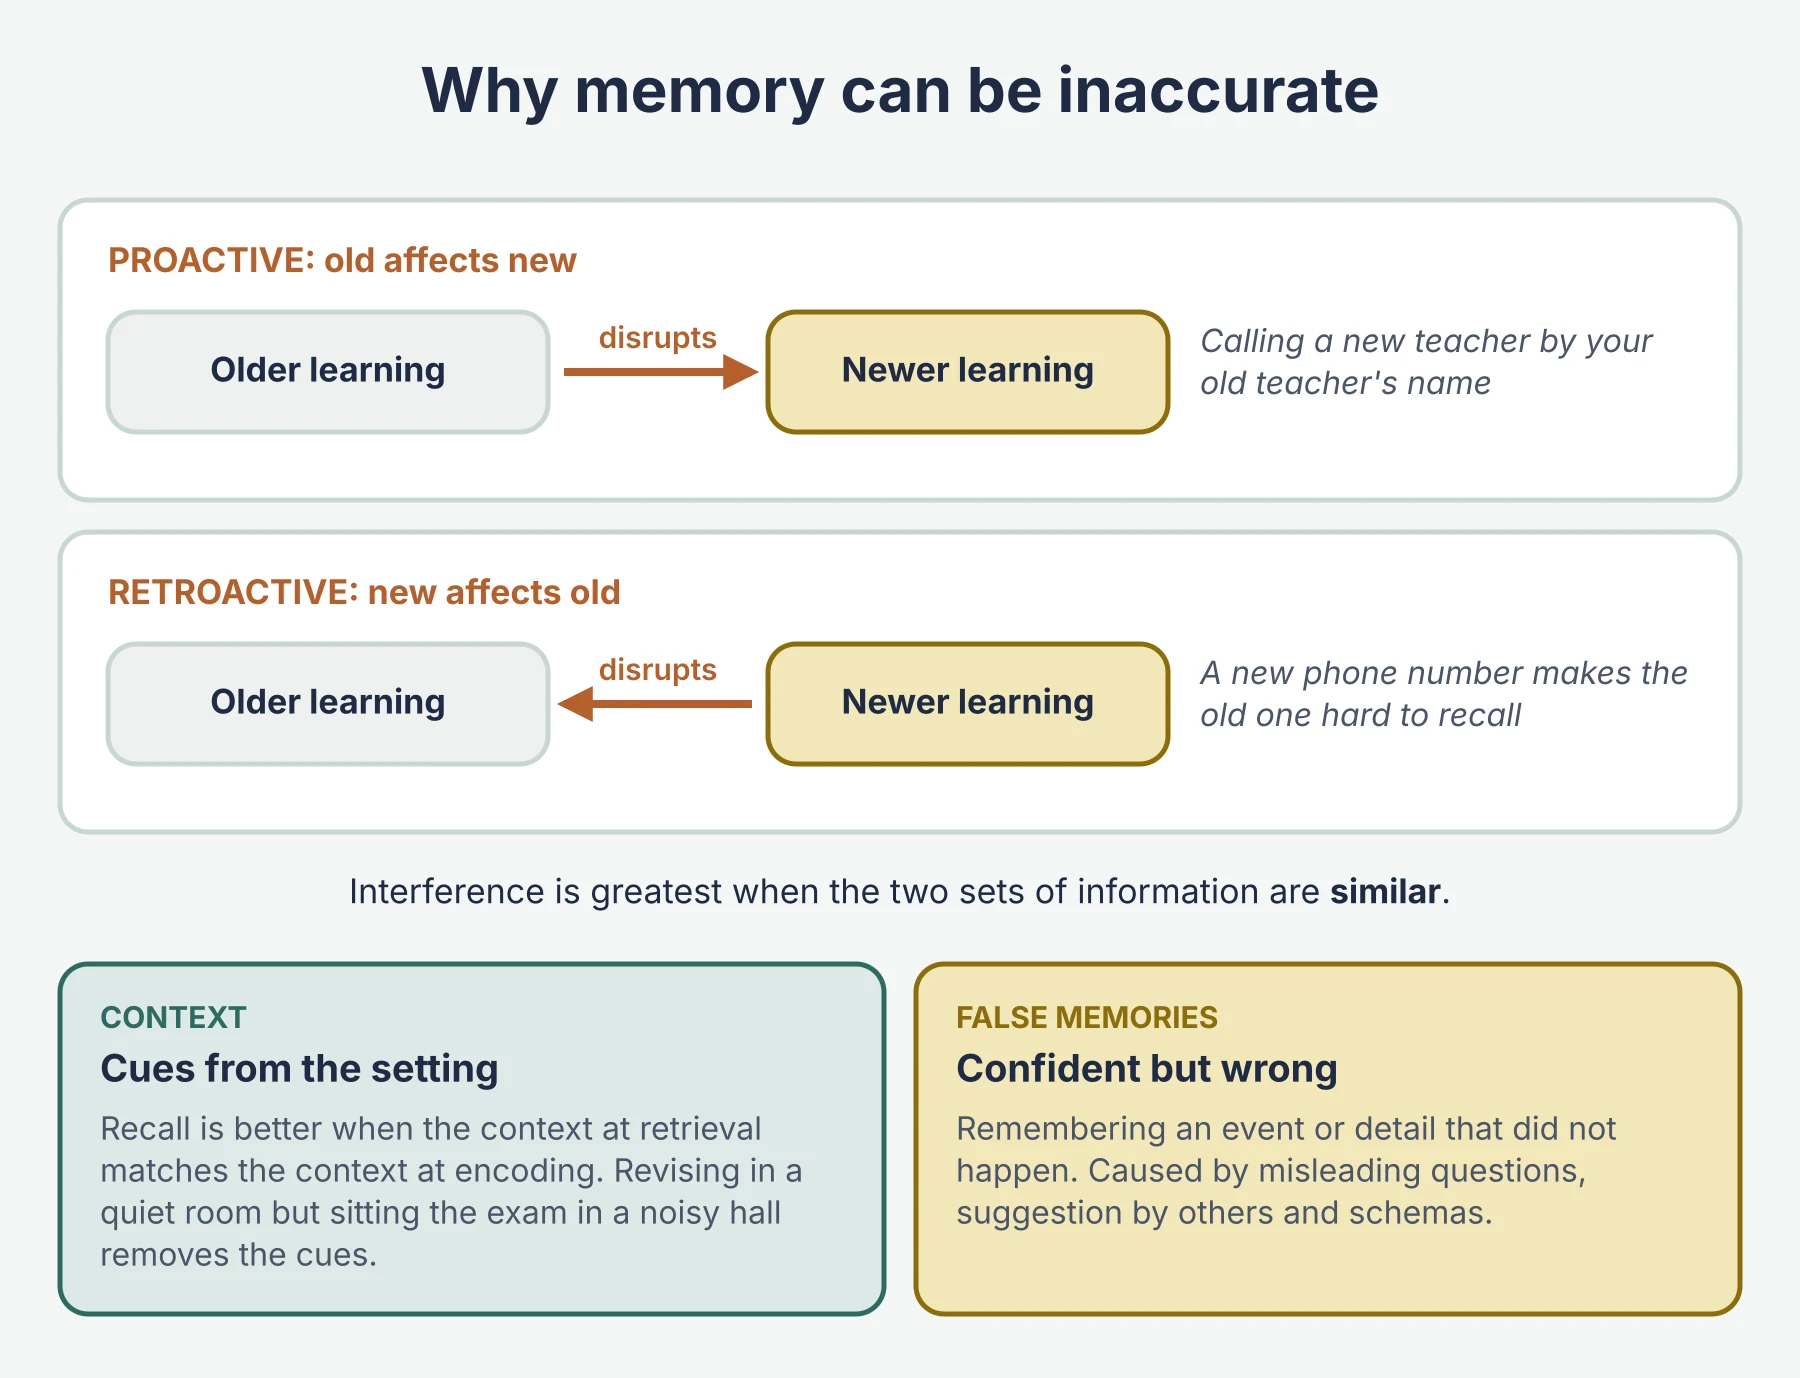 Why memory can be inaccurate
PROACTIVE: old affects new
Older learning
disrupts
Newer learning
Calling a new teacher by your
old teacher's name
RETROACTIVE: new affects old
Older learning
disrupts
Newer learning
A new phone number makes the
old one hard to recall
Interference is greatest when the two sets of information are similar.
CONTEXT
Cues from the setting
Recall is better when the context at retrieval
matches the context at encoding. Revising in a
quiet room but sitting the exam in a noisy hall
removes the cues.
FALSE MEMORIES
Confident but wrong
Remembering an event or detail that did not
happen. Caused by misleading questions,
suggestion by others and schemas.